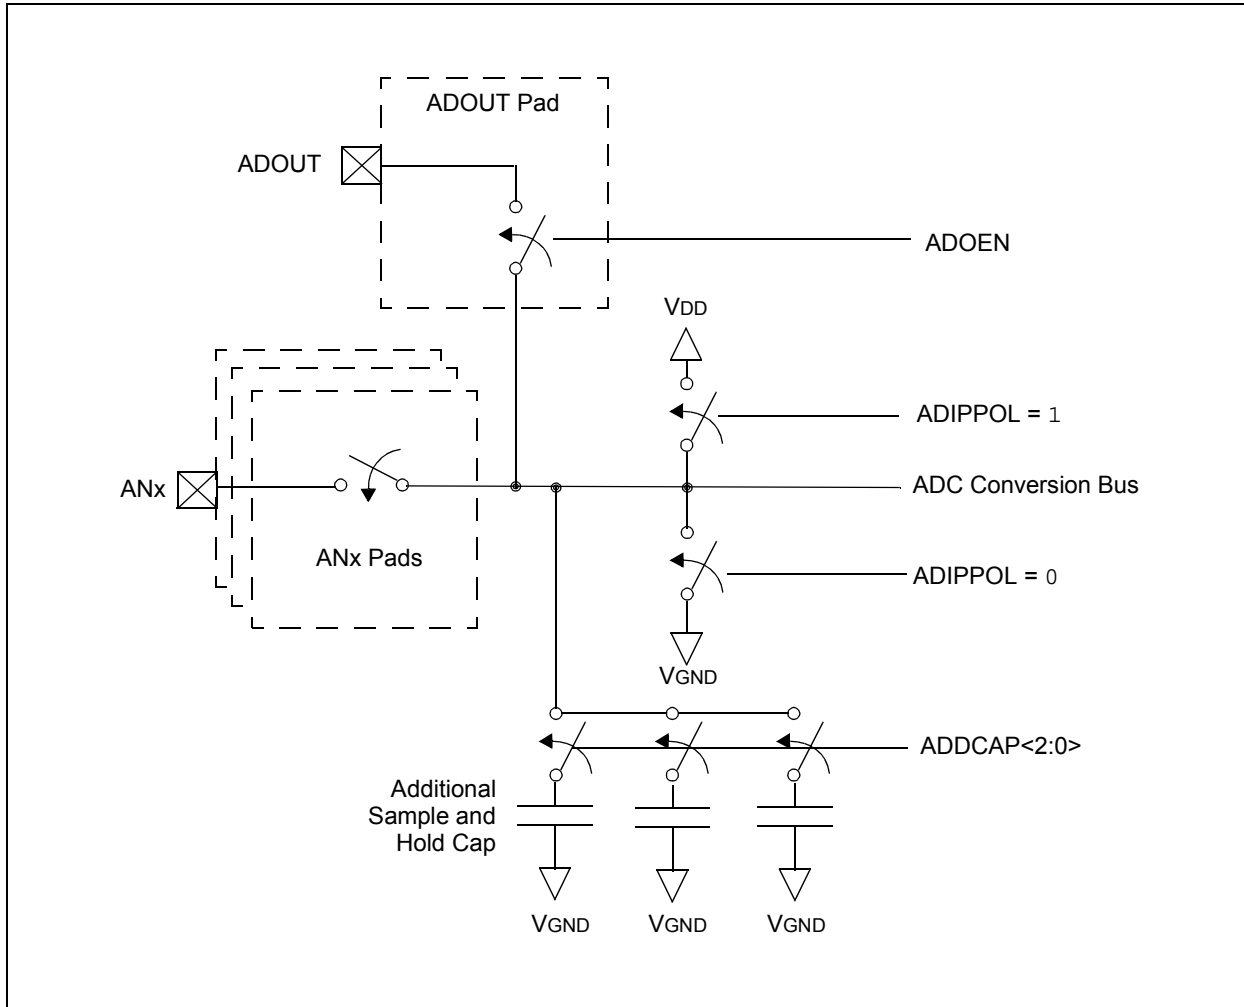 ADOUT Pad
ADOUT
ADOEN
VDD
ADIPPOL = 1
ANx
ADC Conversion Bus
ANx Pads
ADIPPOL = 0
VGND
ADDCAP<2:0>
Additional
Sample and
Hold Cap
VGND
VGND
VGND